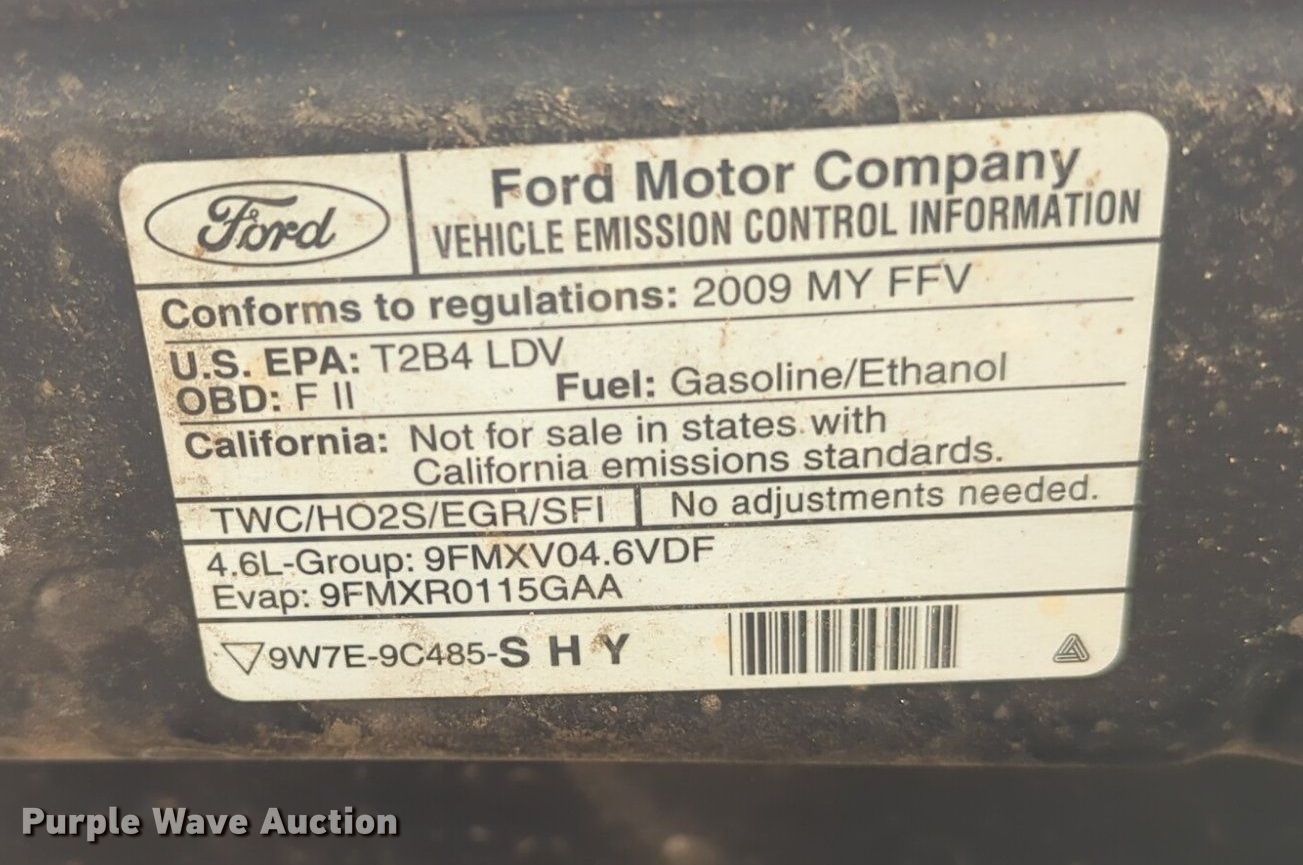 Ford
Ford Motor Company
VEHICLE EMISSION CONTROL INFORMATION
Conforms to regulations: 2009 MY FFV
U.S. EPA: T2B4 LDV
OBD: F II Fuel: Gasoline/Ethanol
California: Not for sale in states with
California emissions standards.
TWC/HO2S/EGR/SFI No adjustments needed.
4.6L-Group: 9FMXV04.6VDF
Evap: 9FMXR0115GAA
9W7E-9C485-S H Y
Purple Wave Auction